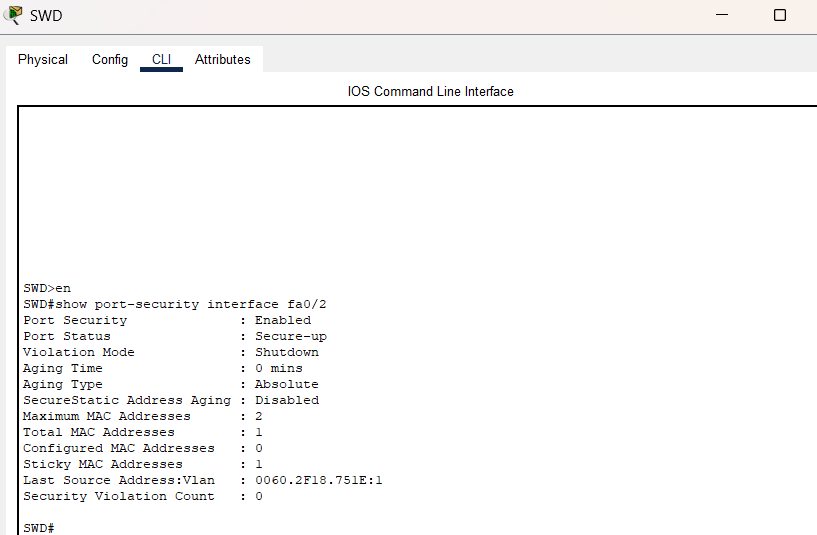 SWD
Physical Config CLI Attributes
IOS Command Line Interface
SWD>en
SWD#show port-security interface fa0/2
Port Security              : Enabled
Port Status                : Secure-up
Violation Mode             : Shutdown
Aging Time                 : 0 mins
Aging Type                 : Absolute
SecureStatic Address Aging : Disabled
Maximum MAC Addresses      : 2
Total MAC Addresses        : 1
Configured MAC Addresses   : 0
Sticky MAC Addresses       : 1
Last Source Address:Vlan   : 0060.2F18.751E:1
Security Violation Count   : 0
SWD#